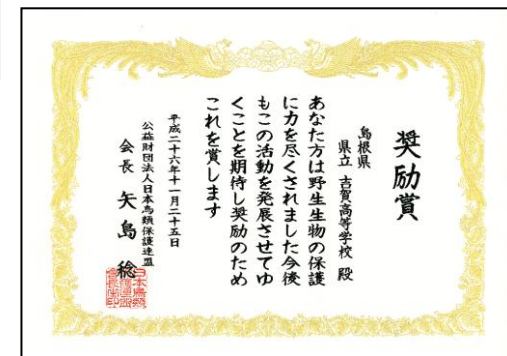 奨励賞
島根県
県立 吉賀高等学校 殿
あなた方は野生生物の保護
に力を尽くされました今後
もこの活動を発展させてゆ
くことを期待し奨励のため
これを賞します
平成二十六年十一月二十五日
公益財団法人日本鳥類保護連盟
会長 矢島 稔